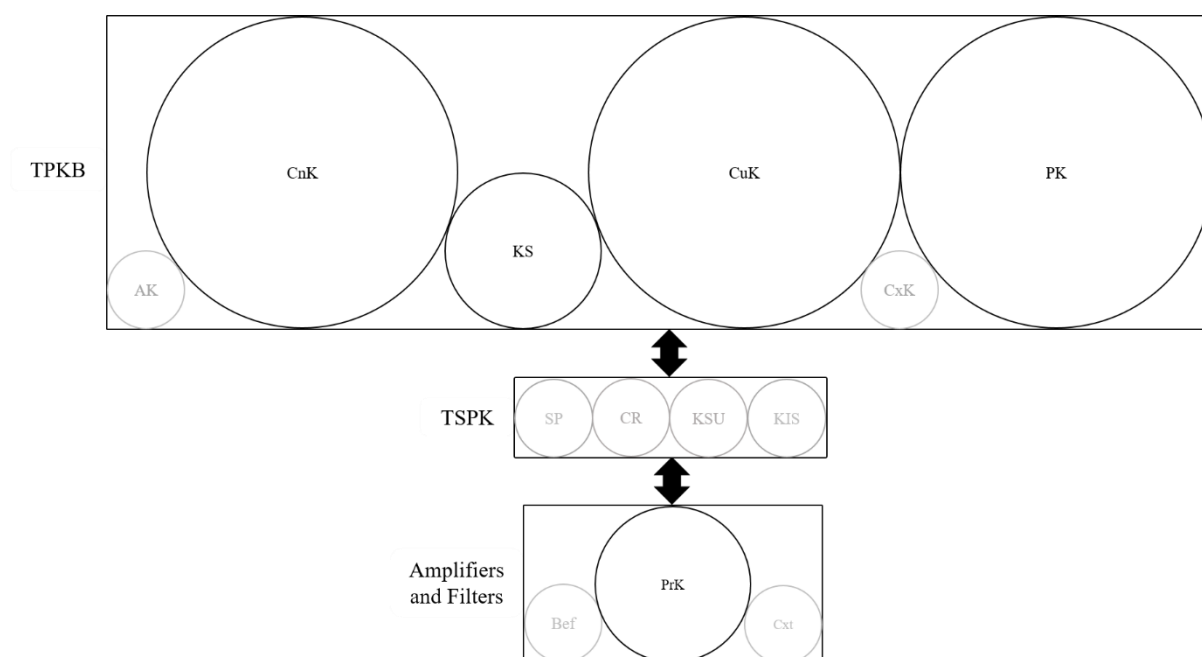 TPKB
CnK
KS
CuK
PK
AK
CxK
TSPK
SP
CR
KSU
KIS
Amplifiers
and Filters
PrK
Bef
Cxt